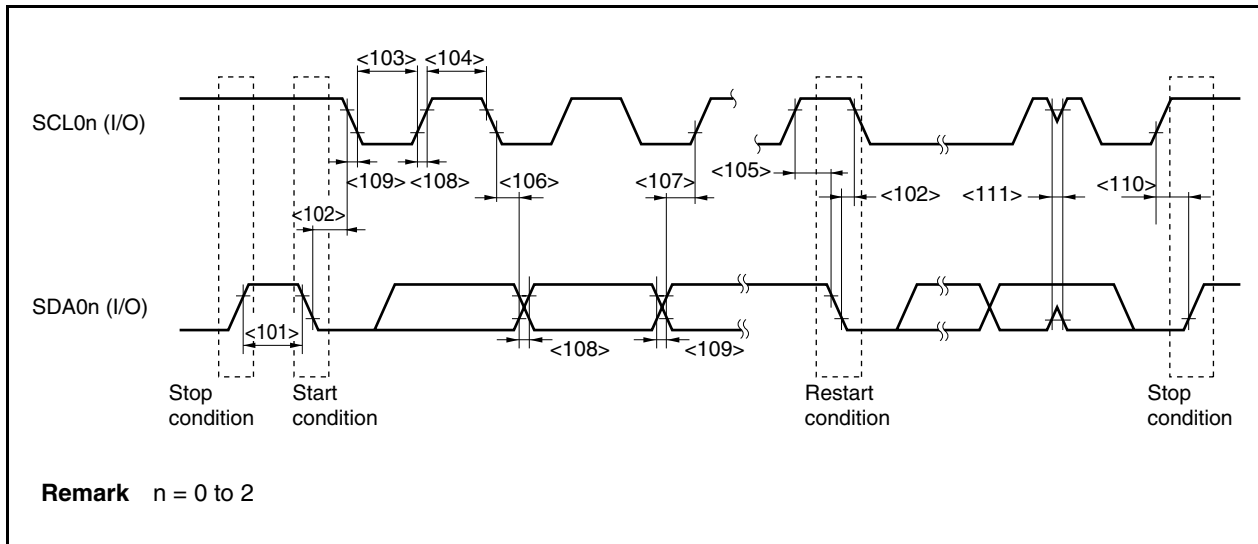 <103> <104>
SCL0n (I/O)
<109> <108> <106> <107> <105> <102> <111> <110>
<102>
SDA0n (I/O)
<101>
<108> <109>
Stop condition
Start condition
Restart condition
Stop condition
Remark n = 0 to 2